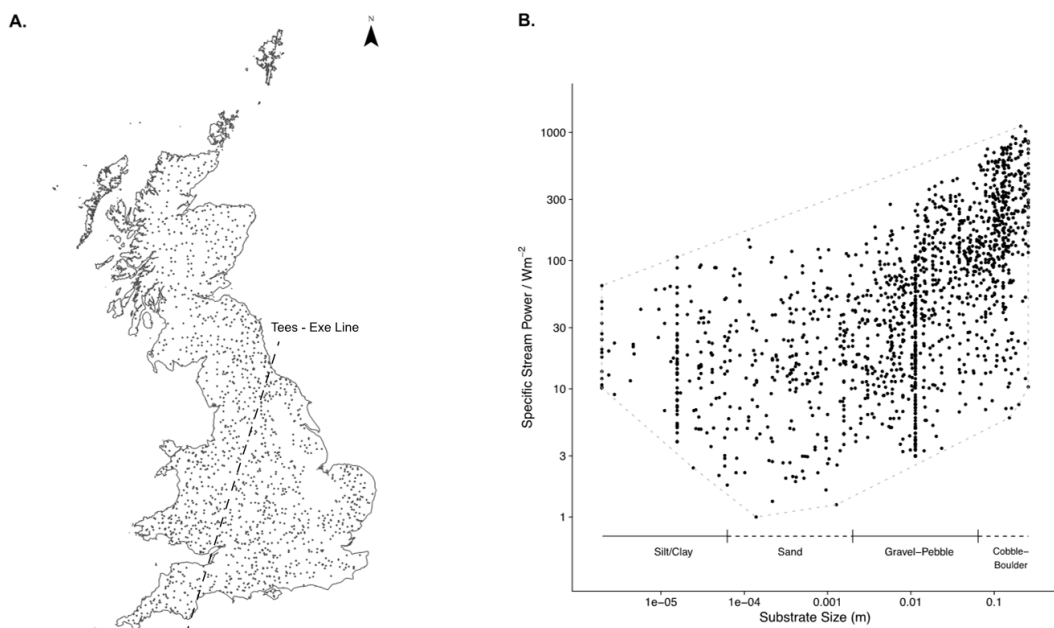 A.
N
Tees - Exe Line
B.
Specific Stream Power / Wm⁻²
1000
300
100
30
10
3
1
Silt/Clay
Sand
Gravel–Pebble
Cobble–
Boulder
1e−05
1e−04
0.001
0.01
0.1
Substrate Size (m)